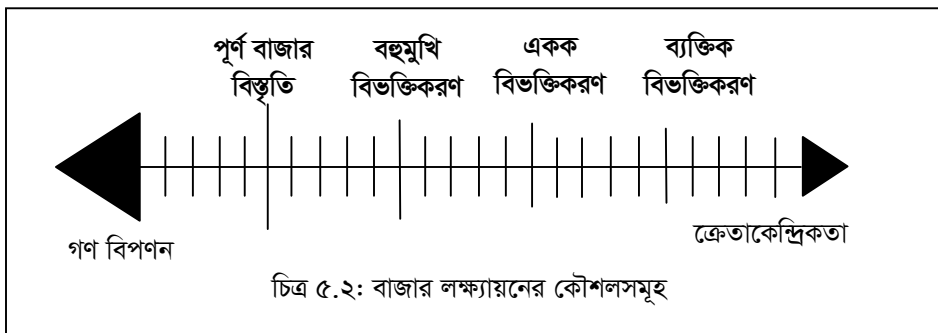 পূর্ণ বাজার বহুমুখি একক ব্যক্তিক
বিস্তৃতি বিভক্তিকরণ বিভক্তিকরণ বিভক্তিকরণ
গণ বিপণন ক্রেতাকেন্দ্রিকতা
চিত্র ৫.২: বাজার লক্ষ্যায়নের কৌশলসমূহ